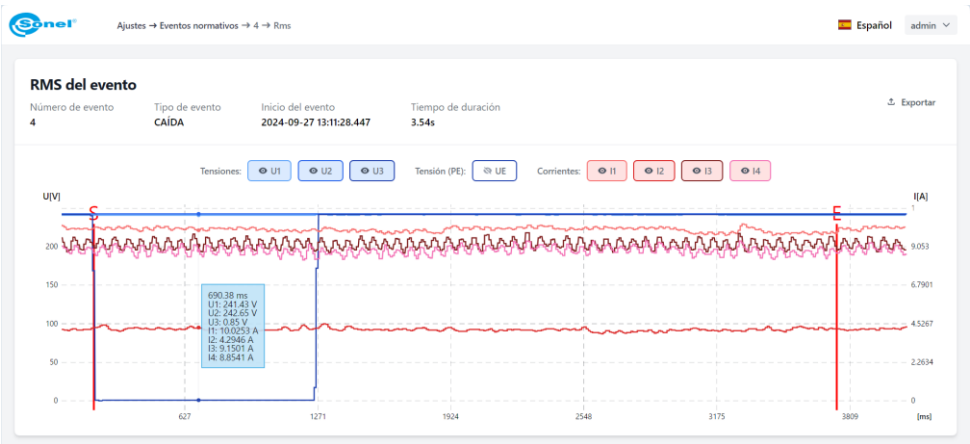 Sonel®
Ajustes → Eventos normativos → 4 → Rms
Español
admin
RMS del evento
Número de evento
Tipo de evento
Inicio del evento
Tiempo de duración
4
CAÍDA
2024-09-27 13:11:28.447
3.54s
Exportar
Tensiones:
U1
U2
U3
Tensión (PE):
UE
Corrientes:
I1
I2
I3
I4
U[V]
I[A]
S
E
200
9.053
150
6.7901
100
4.5267
50
2.2634
0
0
690.38 ms
U1: 241.43 V
U2: 242.65 V
U3: 0.85 V
I1: 10.0253 A
I2: 4.2946 A
I3: 9.1501 A
I4: 8.8541 A
627
1271
1924
2548
3175
3809
[ms]